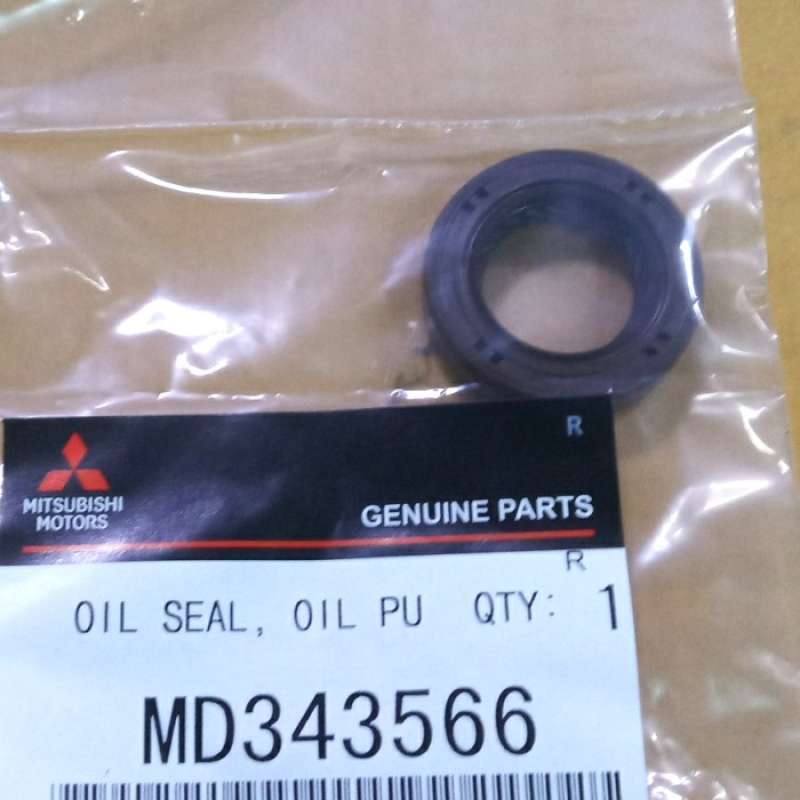 R
MITSUBISHI
MOTORS
GENUINE PARTS
R
OIL SEAL, OIL PU QTY: 1
MD343566